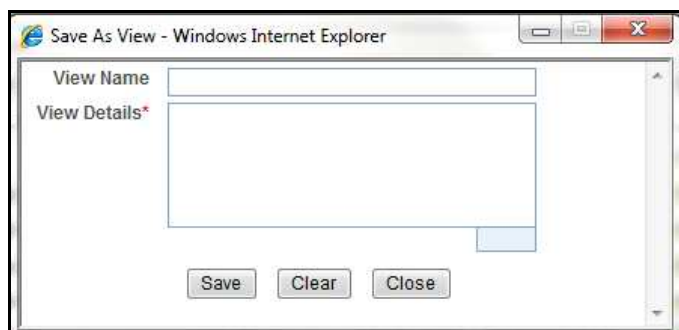 Save As View - Windows Internet Explorer
View Name
View Details*
Save Clear Close